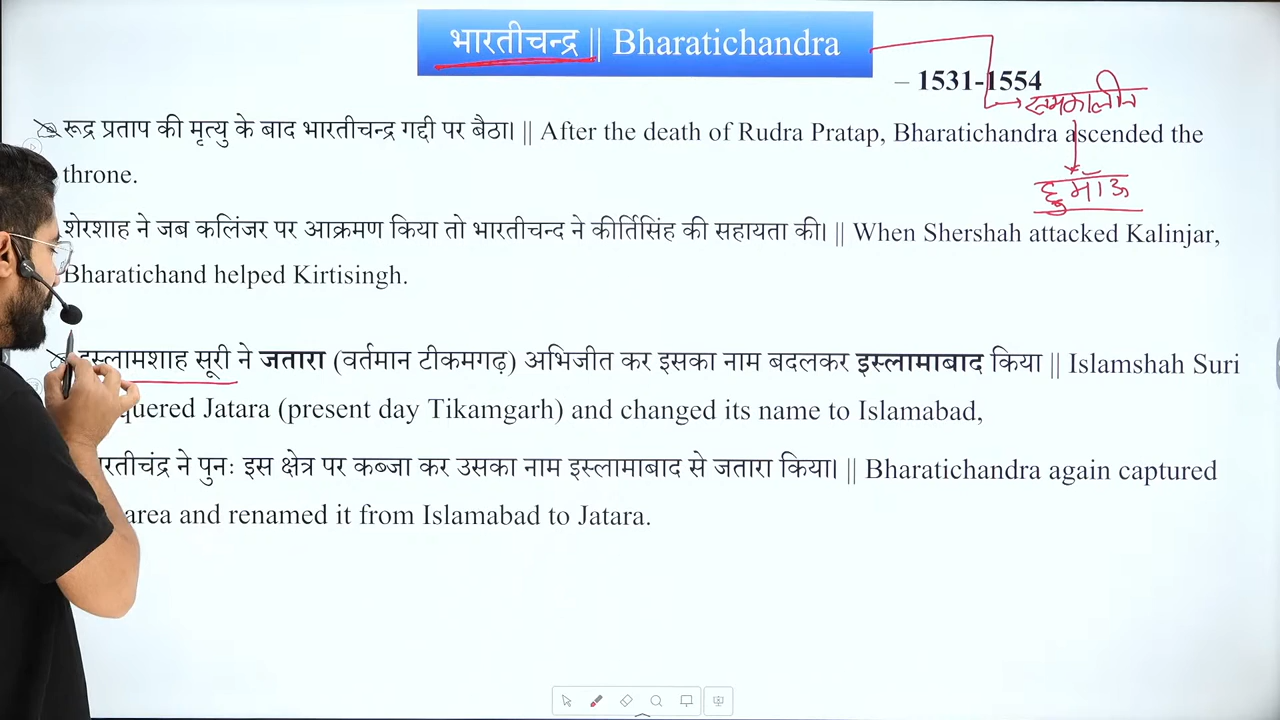 भारतीचन्द्र || Bharatichandra
– 1531-1554
समकालीन
हुमाँऊ
रूद्र प्रताप की मृत्यु के बाद भारतीचन्द्र गद्दी पर बैठा। || After the death of Rudra Pratap, Bharatichandra ascended the
throne.
शेरशाह ने जब कलिंजर पर आक्रमण किया तो भारतीचन्द ने कीर्तिसिंह की सहायता की। || When Shershah attacked Kalinjar,
Bharatichand helped Kirtisingh.
इस्लामशाह सूरी ने जतारा (वर्तमान टीकमगढ़) अभिजीत कर इसका नाम बदलकर इस्लामाबाद किया || Islamshah Suri
quered Jatara (present day Tikamgarh) and changed its name to Islamabad,
रतीचंद्र ने पुनः इस क्षेत्र पर कब्जा कर उसका नाम इस्लामाबाद से जतारा किया। || Bharatichandra again captured
area and renamed it from Islamabad to Jatara.